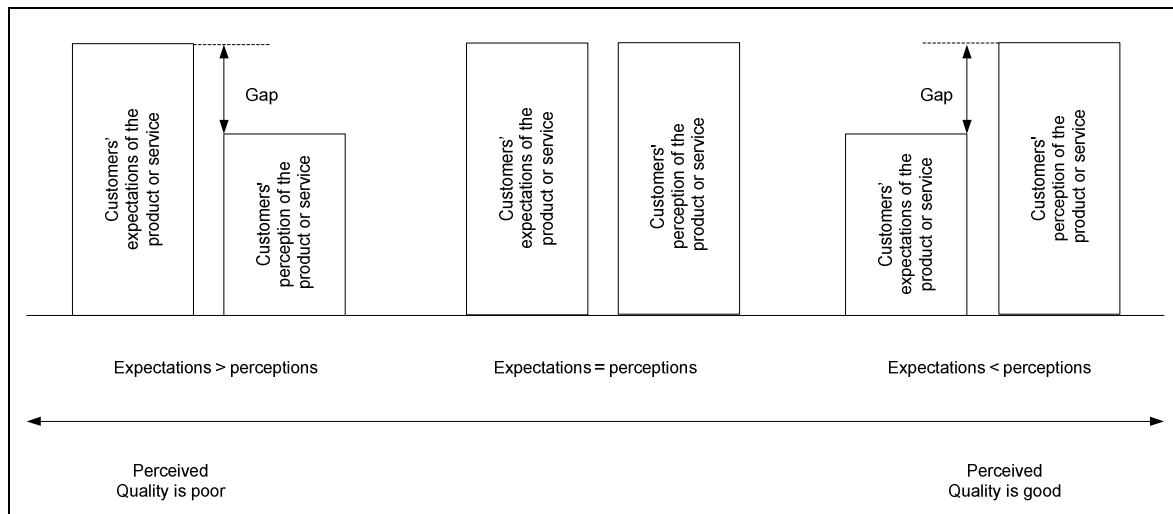 Customers'
expectations of the
product or service
Gap
Customers'
perception of the
product or service
Customers'
expectations of the
product or service
Customers'
perception of the
product or service
Gap
Customers'
expectations of the
product or service
Customers'
perception of the
product or service
Expectations > perceptions
Expectations = perceptions
Expectations < perceptions
Perceived
Quality is poor
Perceived
Quality is good